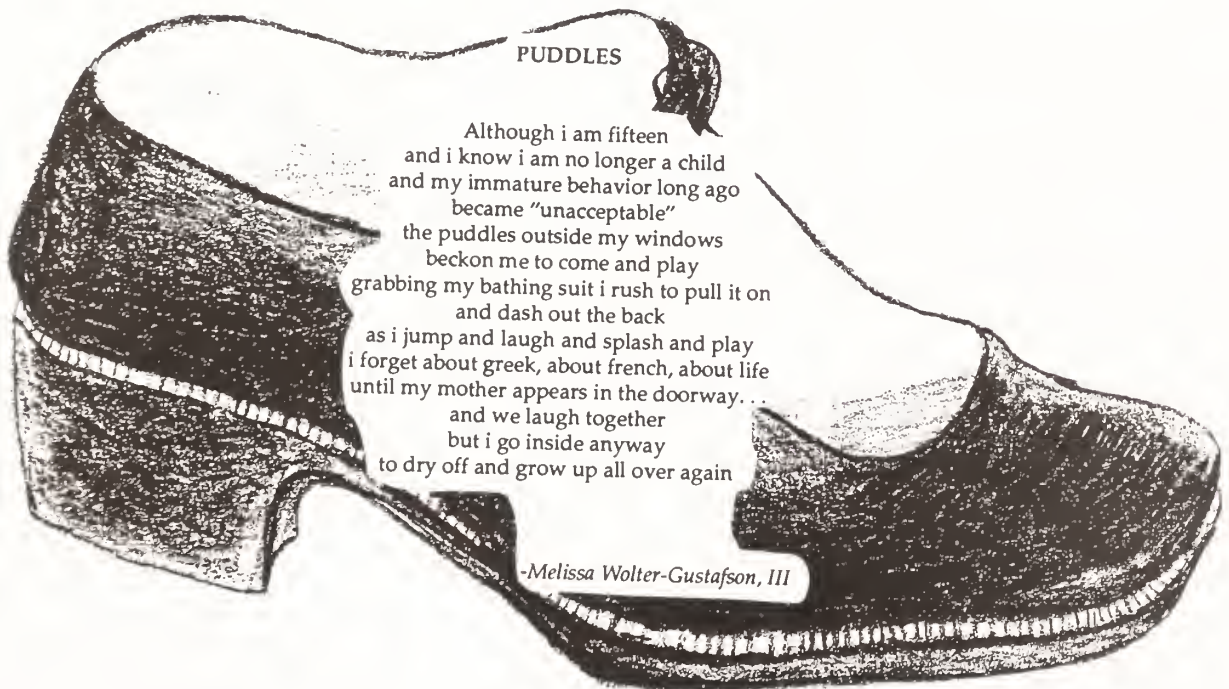 PUDDLES
Although i am fifteen
and i know i am no longer a child
and my immature behavior long ago
became "unacceptable"
the puddles outside my windows
beckon me to come and play
grabbing my bathing suit i rush to pull it on
and dash out the back
as i jump and laugh and splash and play
i forget about greek, about french, about life
until my mother appears in the doorway. . .
and we laugh together
but i go inside anyway
to dry off and grow up all over again
-Melissa Wolter-Gustafson, III